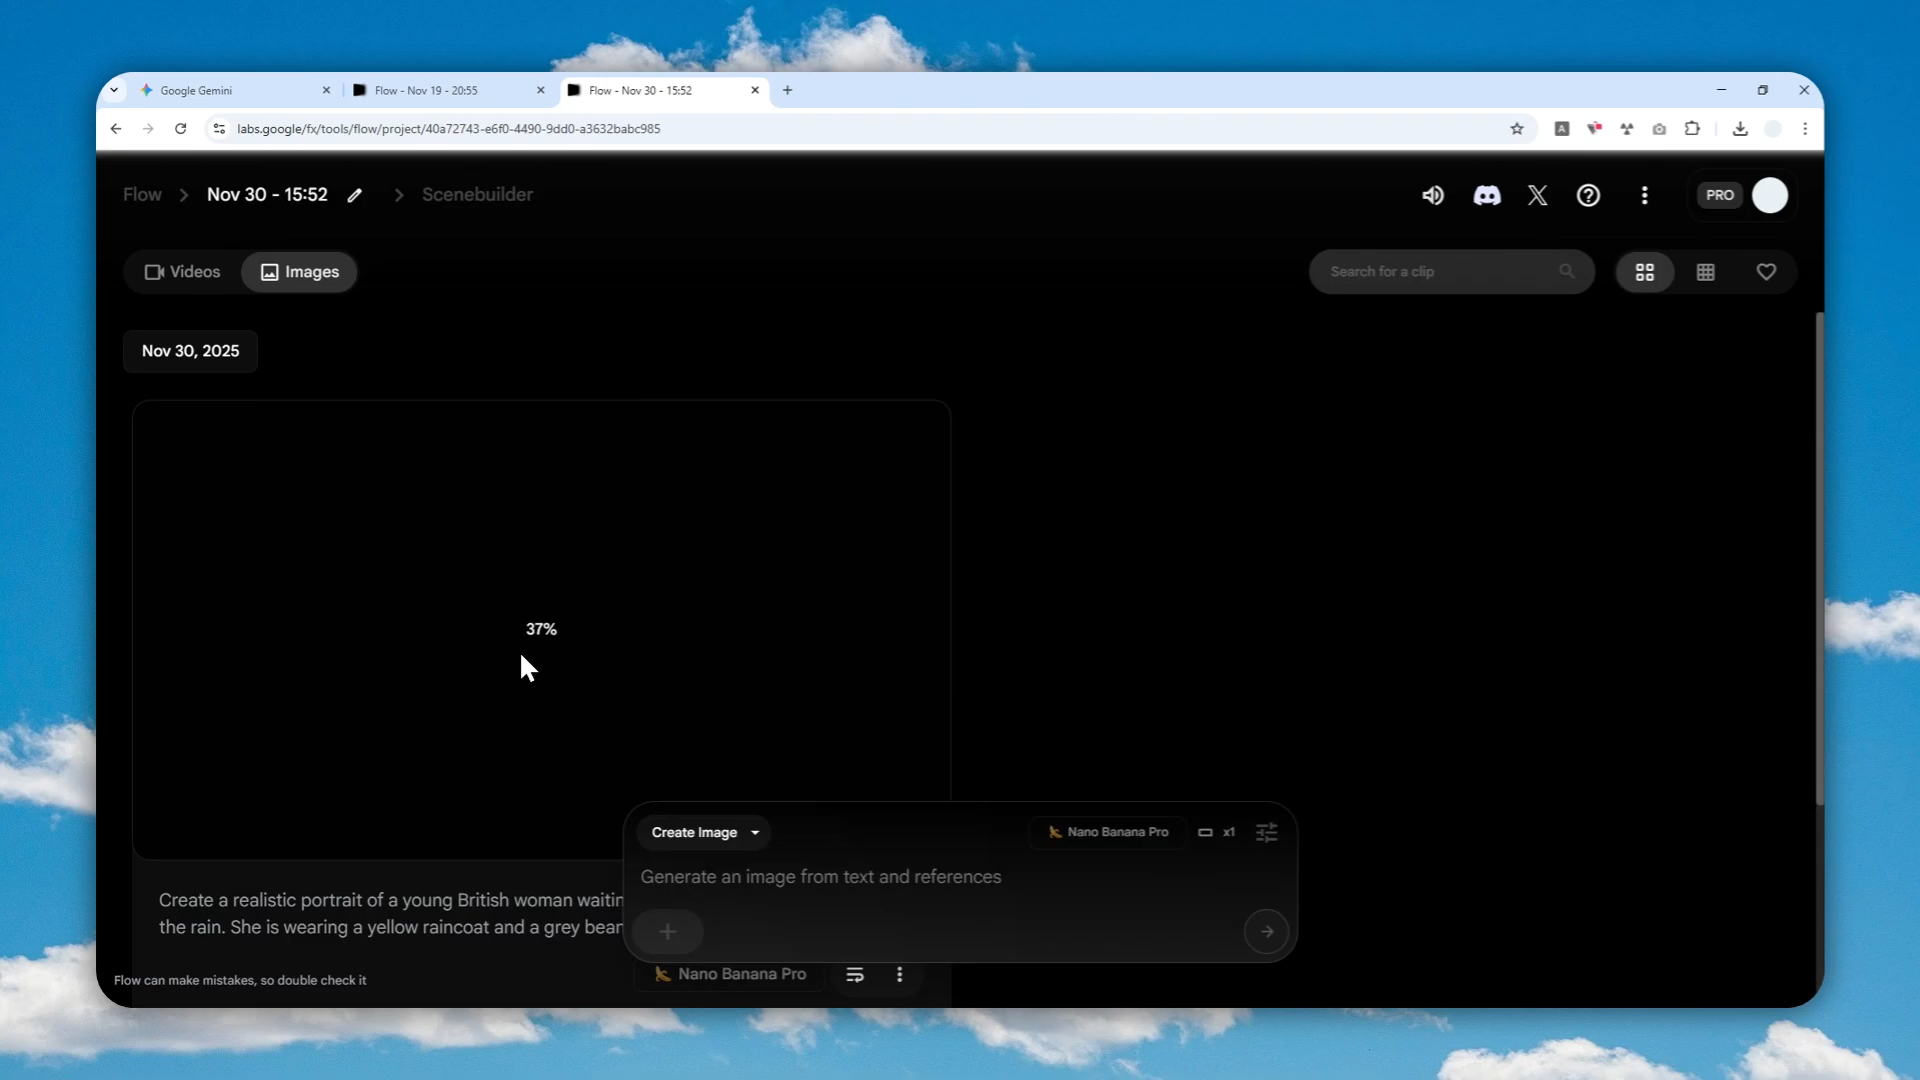 Google Gemini
Flow - Nov 19 - 20:55
Flow - Nov 30 - 15:52
labs.google/fx/tools/flow/project/40a72743-e6f0-4490-9dd0-a3632babc985
Flow > Nov 30 - 15:52 > Scenebuilder
PRO
Videos
Images
Search for a clip
Nov 30, 2025
37%
Create Image
Nano Banana Pro
x1
Generate an image from text and references
Create a realistic portrait of a young British woman
the rain. She is wearing a yellow raincoat and a grey
Nano Banana Pro
Flow can make mistakes, so double check it